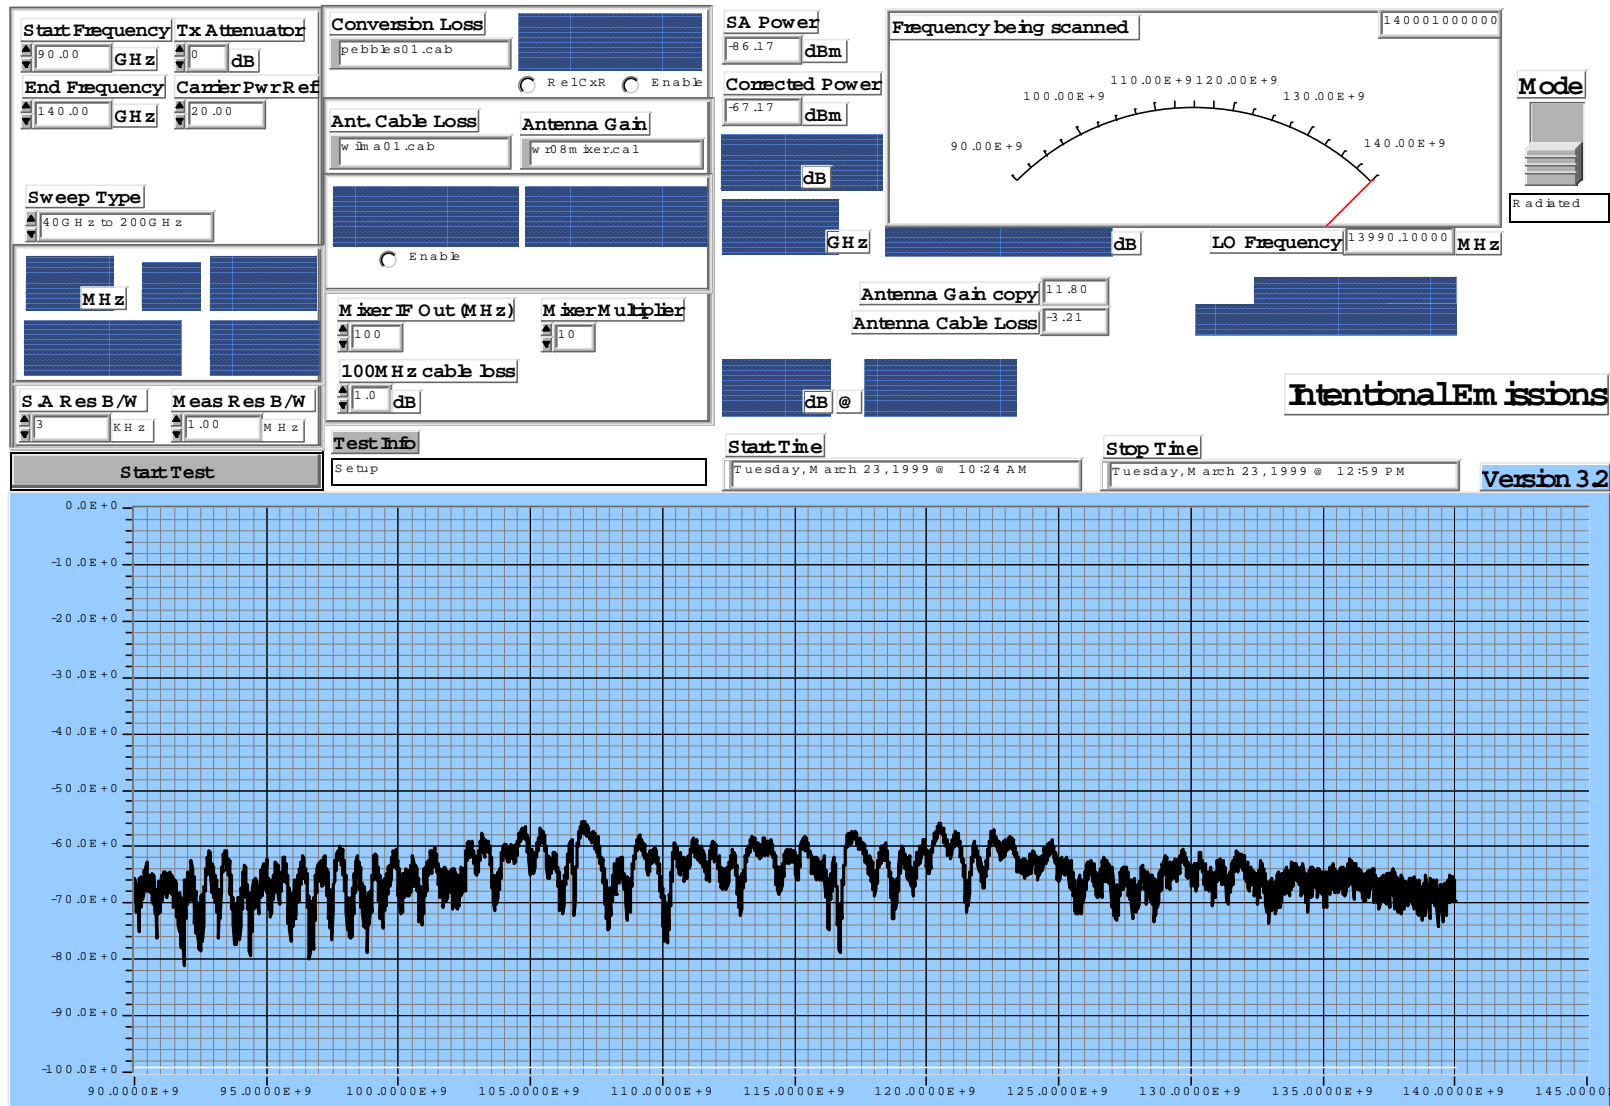 Start Frequency
90.00 GHz
Tx Attenuator
0 dB
End Frequency
140.00 GHz
Carrier Pwr Ref
20.00
Sweep Type
40GHz to 200GHz
MHz
S.A Res B/W
3 KHz
Meas Res B/W
1.00 MHz
Start Test
Conversion Loss
pebbles01.cab
RelCxR
Enable
Ant. Cable Loss
wilma01.cab
Antenna Gain
wr08mixer.cal
Enable
Mixer IF Out (MHz)
100
Mixer Multiplier
10
100MHz cable loss
1.0 dB
Test Info
Setup
SA Power
-86.17 dBm
Corrected Power
-67.17 dBm
dB
GHz
dB
Frequency being scanned
140001000000
90.00E+9
100.00E+9
110.00E+9
120.00E+9
130.00E+9
140.00E+9
Mode
Radiated
LO Frequency 13990.10000 MHz
Antenna Gain copy 11.80
Antenna Cable Loss -3.21
dB @
Intentional Emissions
Start Time
Tuesday, March 23, 1999 @ 10:24 AM
Stop Time
Tuesday, March 23, 1999 @ 12:59 PM
Version 3.2
0.0E+0
-10.0E+0
-20.0E+0
-30.0E+0
-40.0E+0
-50.0E+0
-60.0E+0
-70.0E+0
-80.0E+0
-90.0E+0
-100.0E+0
90.0000E+9 95.0000E+9 100.0000E+9 105.0000E+9 110.0000E+9 115.0000E+9 120.0000E+9 125.0000E+9 130.0000E+9 135.0000E+9 140.0000E+9 145.0000